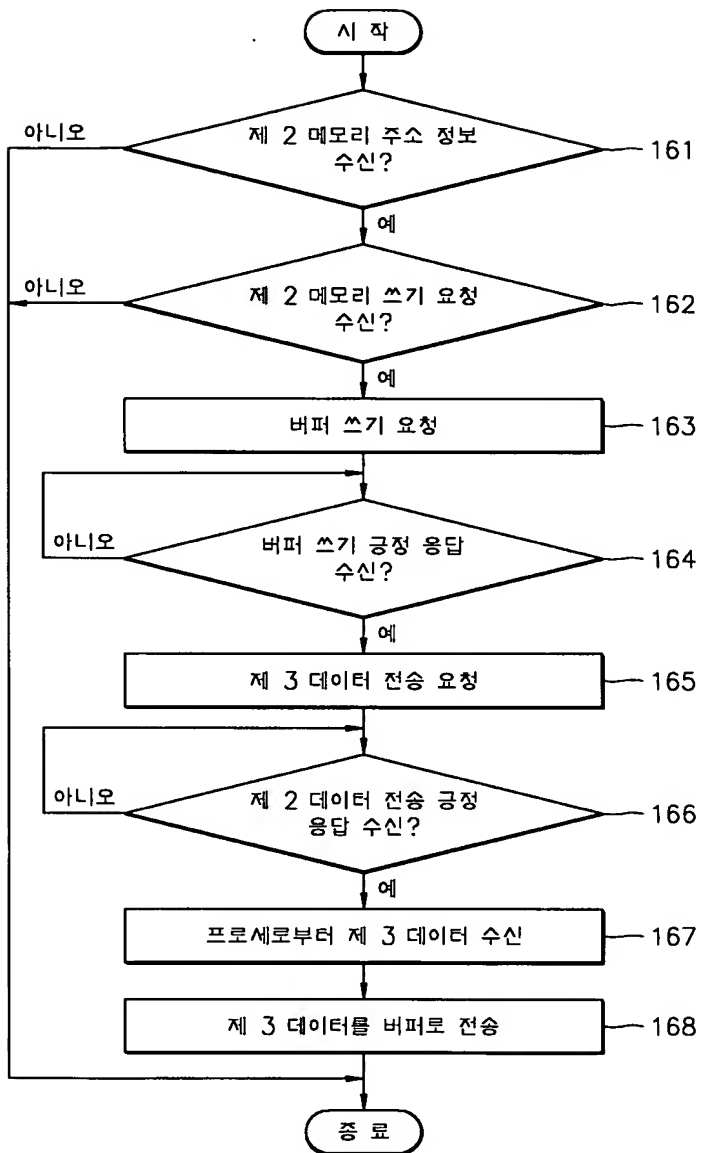 시 작
아니오
제 2 메모리 주소 정보
수신?
161
예
아니오
제 2 메모리 쓰기 요청
수신?
162
예
버퍼 쓰기 요청
163
아니오
버퍼 쓰기 긍정 응답
수신?
164
예
제 3 데이터 전송 요청
165
아니오
제 2 데이터 전송 긍정
응답 수신?
166
예
프로세로부터 제 3 데이터 수신
167
제 3 데이터를 버퍼로 전송
168
종 료